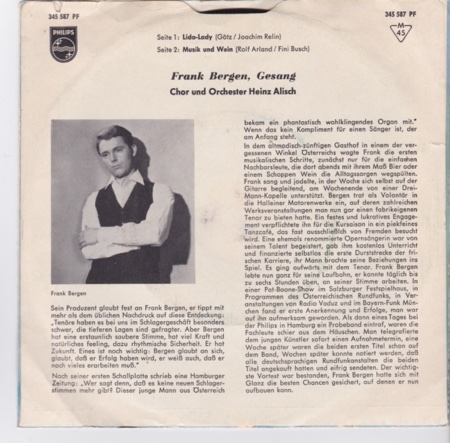 345 587 PF
345 587 PF
PHILIPS
M
45
Seite 1: Lido-Lady (Götz / Joachim Relin)
Seite 2: Musik und Wein (Rolf Arland / Fini Busch)
Frank Bergen, Gesang
Chor und Orchester Heinz Alisch
Frank Bergen
Sein Produzent glaubt fest an Frank Bergen, er tippt mit
mehr als dem üblichen Nachdruck auf diese Entdeckung:
„Tenöre haben es bei uns im Schlagergeschäft besonders
schwer, die tieferen Lagen sind gefragter. Aber Bergen
hat eine erstaunlich saubere Stimme, hat viel Kraft und
natürliches feeling, dazu rhythmische Sicherheit. Er hat
Zukunft. Eines ist noch wichtig: Bergen glaubt an sich,
glaubt, daß er Erfolg haben wird, er weiß auch, daß er
noch vieles erarbeiten muß.“
Nach seiner ersten Schallplatte schrieb eine Hamburger
Zeitung: „Wer sagt denn, daß es keine neuen Schlager-
stimmen mehr gibt? Dieser junge Mann aus Österreich
bekam ein phantastisch wohlklingendes Organ mit.“
Wenn das kein Kompliment für einen Sänger ist, der
am Anfang steht.
In dem altmodisch-zünftigen Gasthof in einem der ver-
gessenen Winkel Österreichs wagte Frank die ersten
musikalischen Schritte, zunächst nur für die einfachen
Nachbarsleute, die dort abends mit ihrem Maß Bier oder
einem Schoppen Wein die Alltagssorgen wegspülten.
Frank sang und jodelte, in der Woche sich selbst auf der
Gitarre begleitend, am Wochenende von einer Drei-
Mann-Kapelle unterstützt. Bergen trat als Volontär in
die Halleiner Motorenwerke ein, auf deren zahlreichen
Werksveranstaltungen man nun gar einen fabrikeigenen
Tenor zu bieten hatte. Ein festes und lukratives Engage-
ment verpflichtete ihn für die Kursaison in ein piekfeines
Tanzcafé, das fast ausschließlich von Fremden besucht
wird. Eine ehemals renommierte Opernsängerin war von
seinem Talent begeistert, gab ihm kostenlos Unterricht
und finanzierte selbstlos die erste Durststrecke der fri-
schen Karriere, ihr Mann brachte seine Beziehungen ins
Spiel. Es ging aufwärts mit dem Tenor. Frank Bergen
lebte nun ganz für seine Laufbahn, er konnte täglich bis
zu sechs Stunden üben, an seiner Stimme arbeiten. In
einer Pat-Boone-Show im Salzburger Festspielhaus, in
Programmen des Österreichischen Rundfunks, in Ver-
anstaltungen von Radio Vaduz und im Bayern-Funk Mün-
chen fand er erste Anerkennung und Erfolge, man war
auf ihn aufmerksam geworden. Als dann eines Tages bei
der Philips in Hamburg ein Probeband eintraf, waren die
Fachleute schier aus dem Häuschen. Man telegrafierte
dem jungen Künstler sofort einen Aufnahmetermin, eine
Woche später waren die beiden ersten Titel schon auf
dem Band, Wochen später konnte notiert werden, daß
alle deutschsprachigen Rundfunkanstalten die beiden
Titel angekauft hatten und eifrig sendeten. Der wichtig-
ste Vortest war bestanden, Frank Bergen hatte sich mit
Glanz die besten Chancen gesichert, auf denen er nun
aufbauen kann.